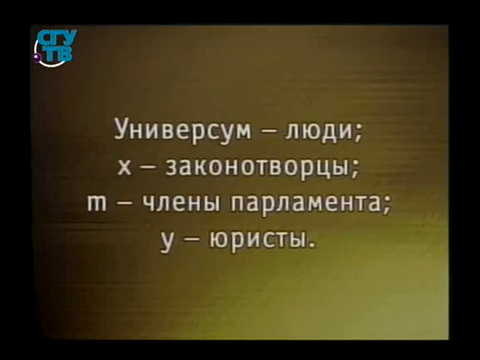 СГУ
ТВ
Универсум – люди;
х – законотворцы;
m – члены парламента;
у – юристы.